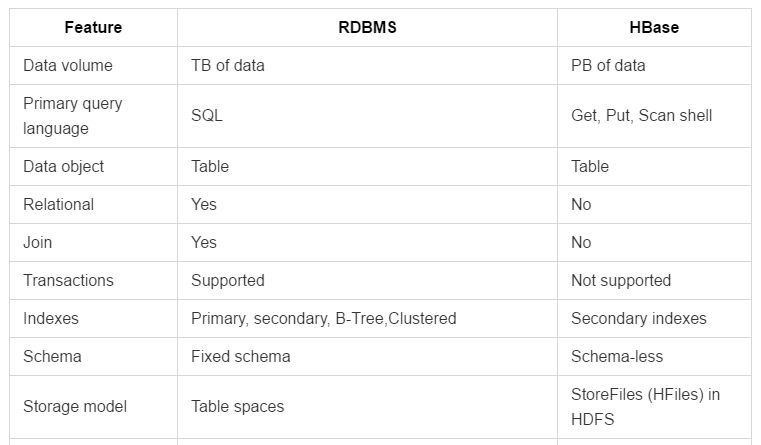 Feature RDBMS HBase
Data volume TB of data PB of data
Primary query language SQL Get, Put, Scan shell
Data object Table Table
Relational Yes No
Join Yes No
Transactions Supported Not supported
Indexes Primary, secondary, B-Tree,Clustered Secondary indexes
Schema Fixed schema Schema-less
Storage model Table spaces StoreFiles (HFiles) in HDFS